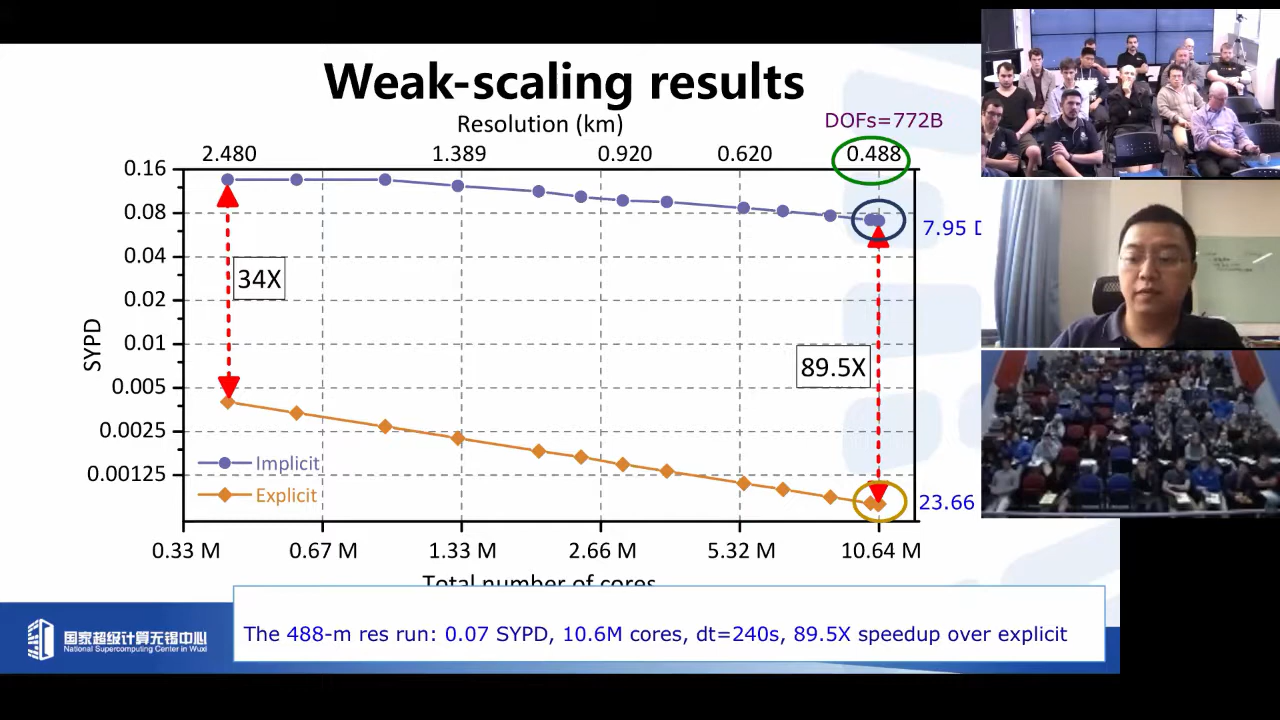 Weak-scaling results
Resolution (km)
DOFs=772B
2.480 1.389 0.920 0.620 0.488
0.16
0.08
0.04
0.02
0.01
0.005
0.0025
0.00125
SYPD
34X
89.5X
7.95
23.66
Implicit
Explicit
0.33 M 0.67 M 1.33 M 2.66 M 5.32 M 10.64 M
Total number of cores
The 488-m res run: 0.07 SYPD, 10.6M cores, dt=240s, 89.5X speedup over explicit
国家超级计算无锡中心
National Supercomputing Center in Wuxi